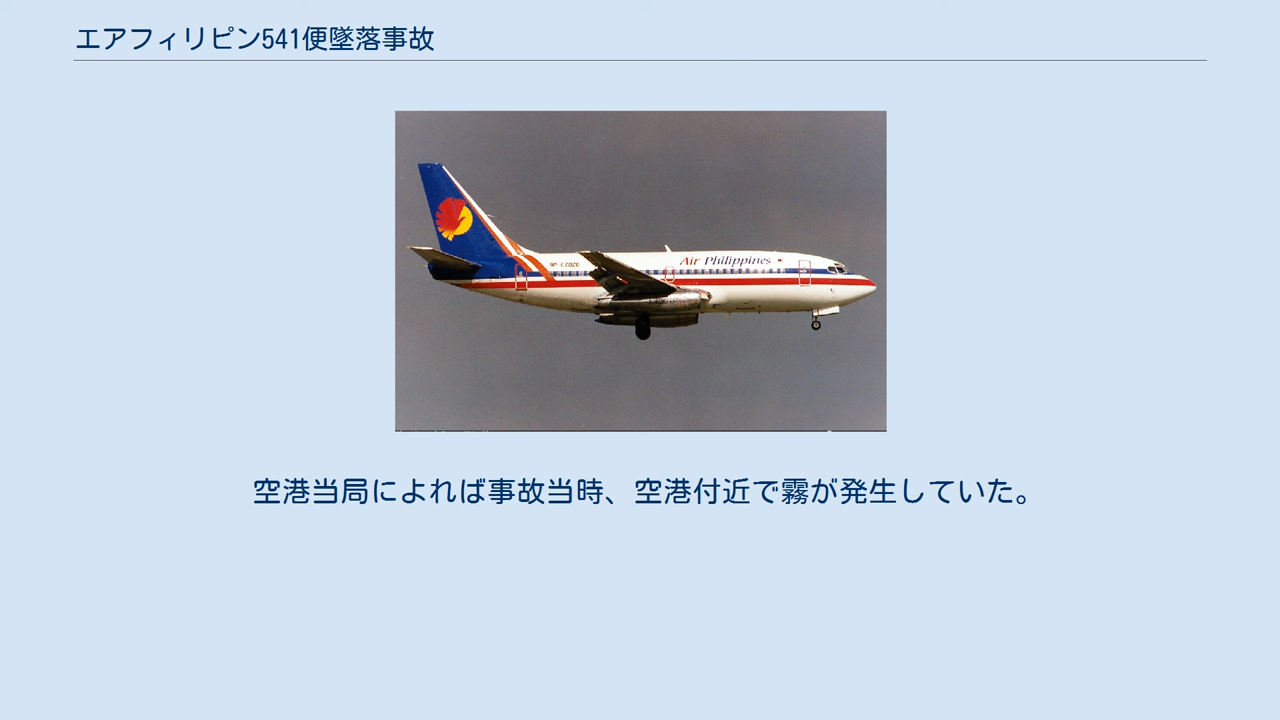 エアフィリピン541便墜落事故
Air Philippines
空港当局によれば事故当時、空港付近で霧が発生していた。